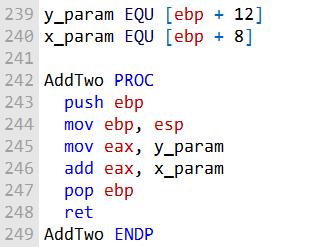 239 y_param EQU [ebp + 12]
240 x_param EQU [ebp + 8]
241
242 AddTwo PROC
243   push ebp
244   mov ebp, esp
245   mov eax, y_param
246   add eax, x_param
247   pop ebp
248   ret
249 AddTwo ENDP